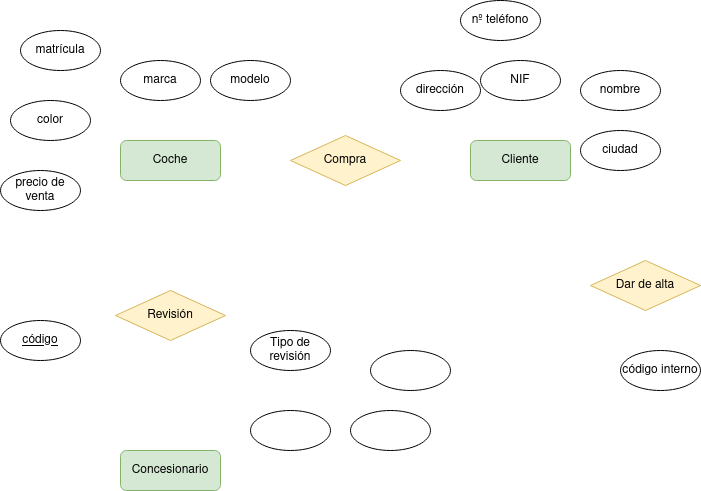 nº teléfono
matrícula
marca
modelo
dirección
NIF
nombre
color
Coche
Compra
Cliente
ciudad
precio de
venta
Dar de alta
Revisión
código
Tipo de
revisión
código interno
Concesionario